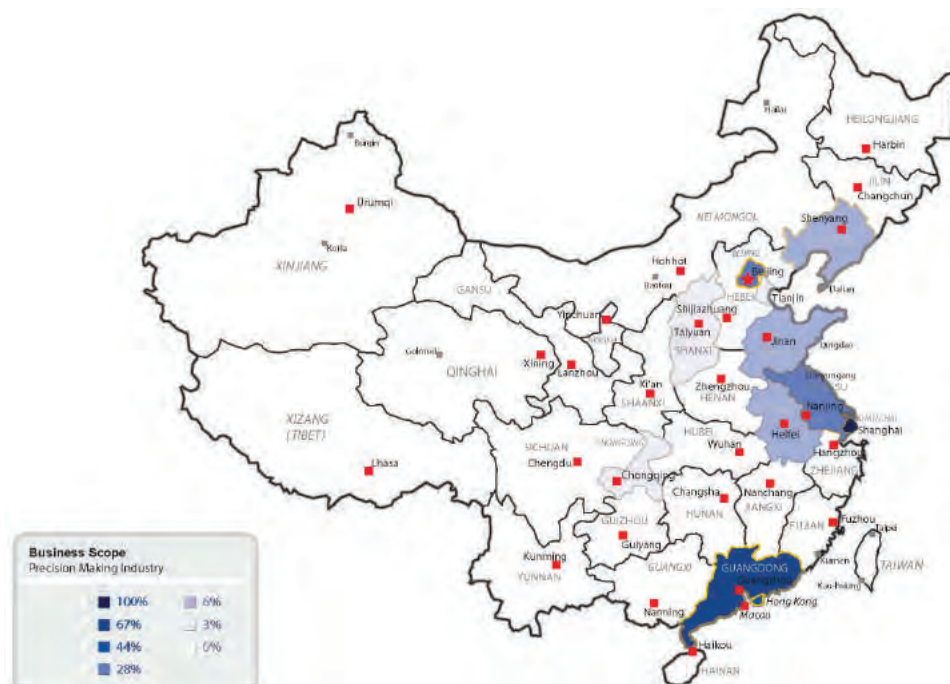 Hailar
HEILONGJIANG
Harbin
JILIN
Changchun
Ürümqi
Korla
XINJIANG
NEI MONGOL
Shenyang
Hohhot
Baotou
BEIJING
Beijing
Dalian
GANSU
HEBEI
Tianjin
Shijiazhuang
Yinchuan
Taiyuan
Jinan
Qingdao
Golmud
QINGHAI
Xining
Lanzhou
SHANXI
Zhengzhou
HENAN
Xi'an
SHAANXI
Nanjing
XIZANG
(TIBET)
HUBEI
Heifei
Shanghai
SICHUAN
Wuhan
Hangzhou
ZHEJIANG
Lhasa
Chengdu
Chongqing
Changsha
HUNAN
Nanchang
JIANGXI
GUIZHOU
Guiyang
FUJIAN
Fuzhou
Taipei
Kunming
YUNNAN
GUANGXI
GUANGDONG
Guangzhou
Xiamen
TAIWAN
Kaohsiung
Hong Kong
Macau
Nanning
Haikou
HAINAN
Business Scope
Precision Making Industry
100%
67%
44%
28%
6%
3%
0%